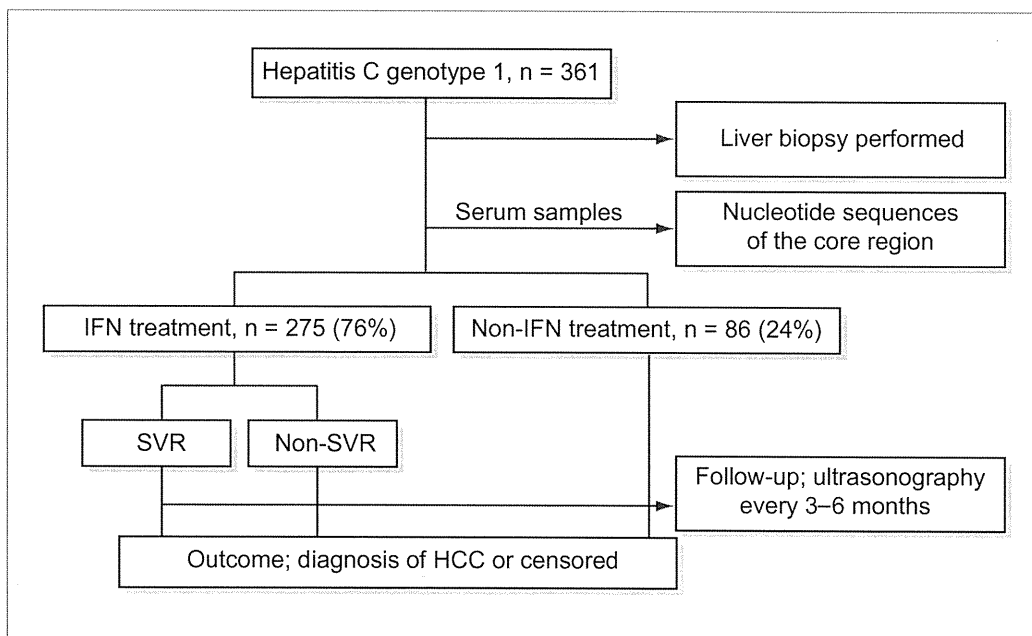 Hepatitis C genotype 1, n = 361
Liver biopsy performed
Serum samples
Nucleotide sequences
of the core region
IFN treatment, n = 275 (76%)
Non-IFN treatment, n = 86 (24%)
SVR
Non-SVR
Follow-up; ultrasonography
every 3–6 months
Outcome; diagnosis of HCC or censored